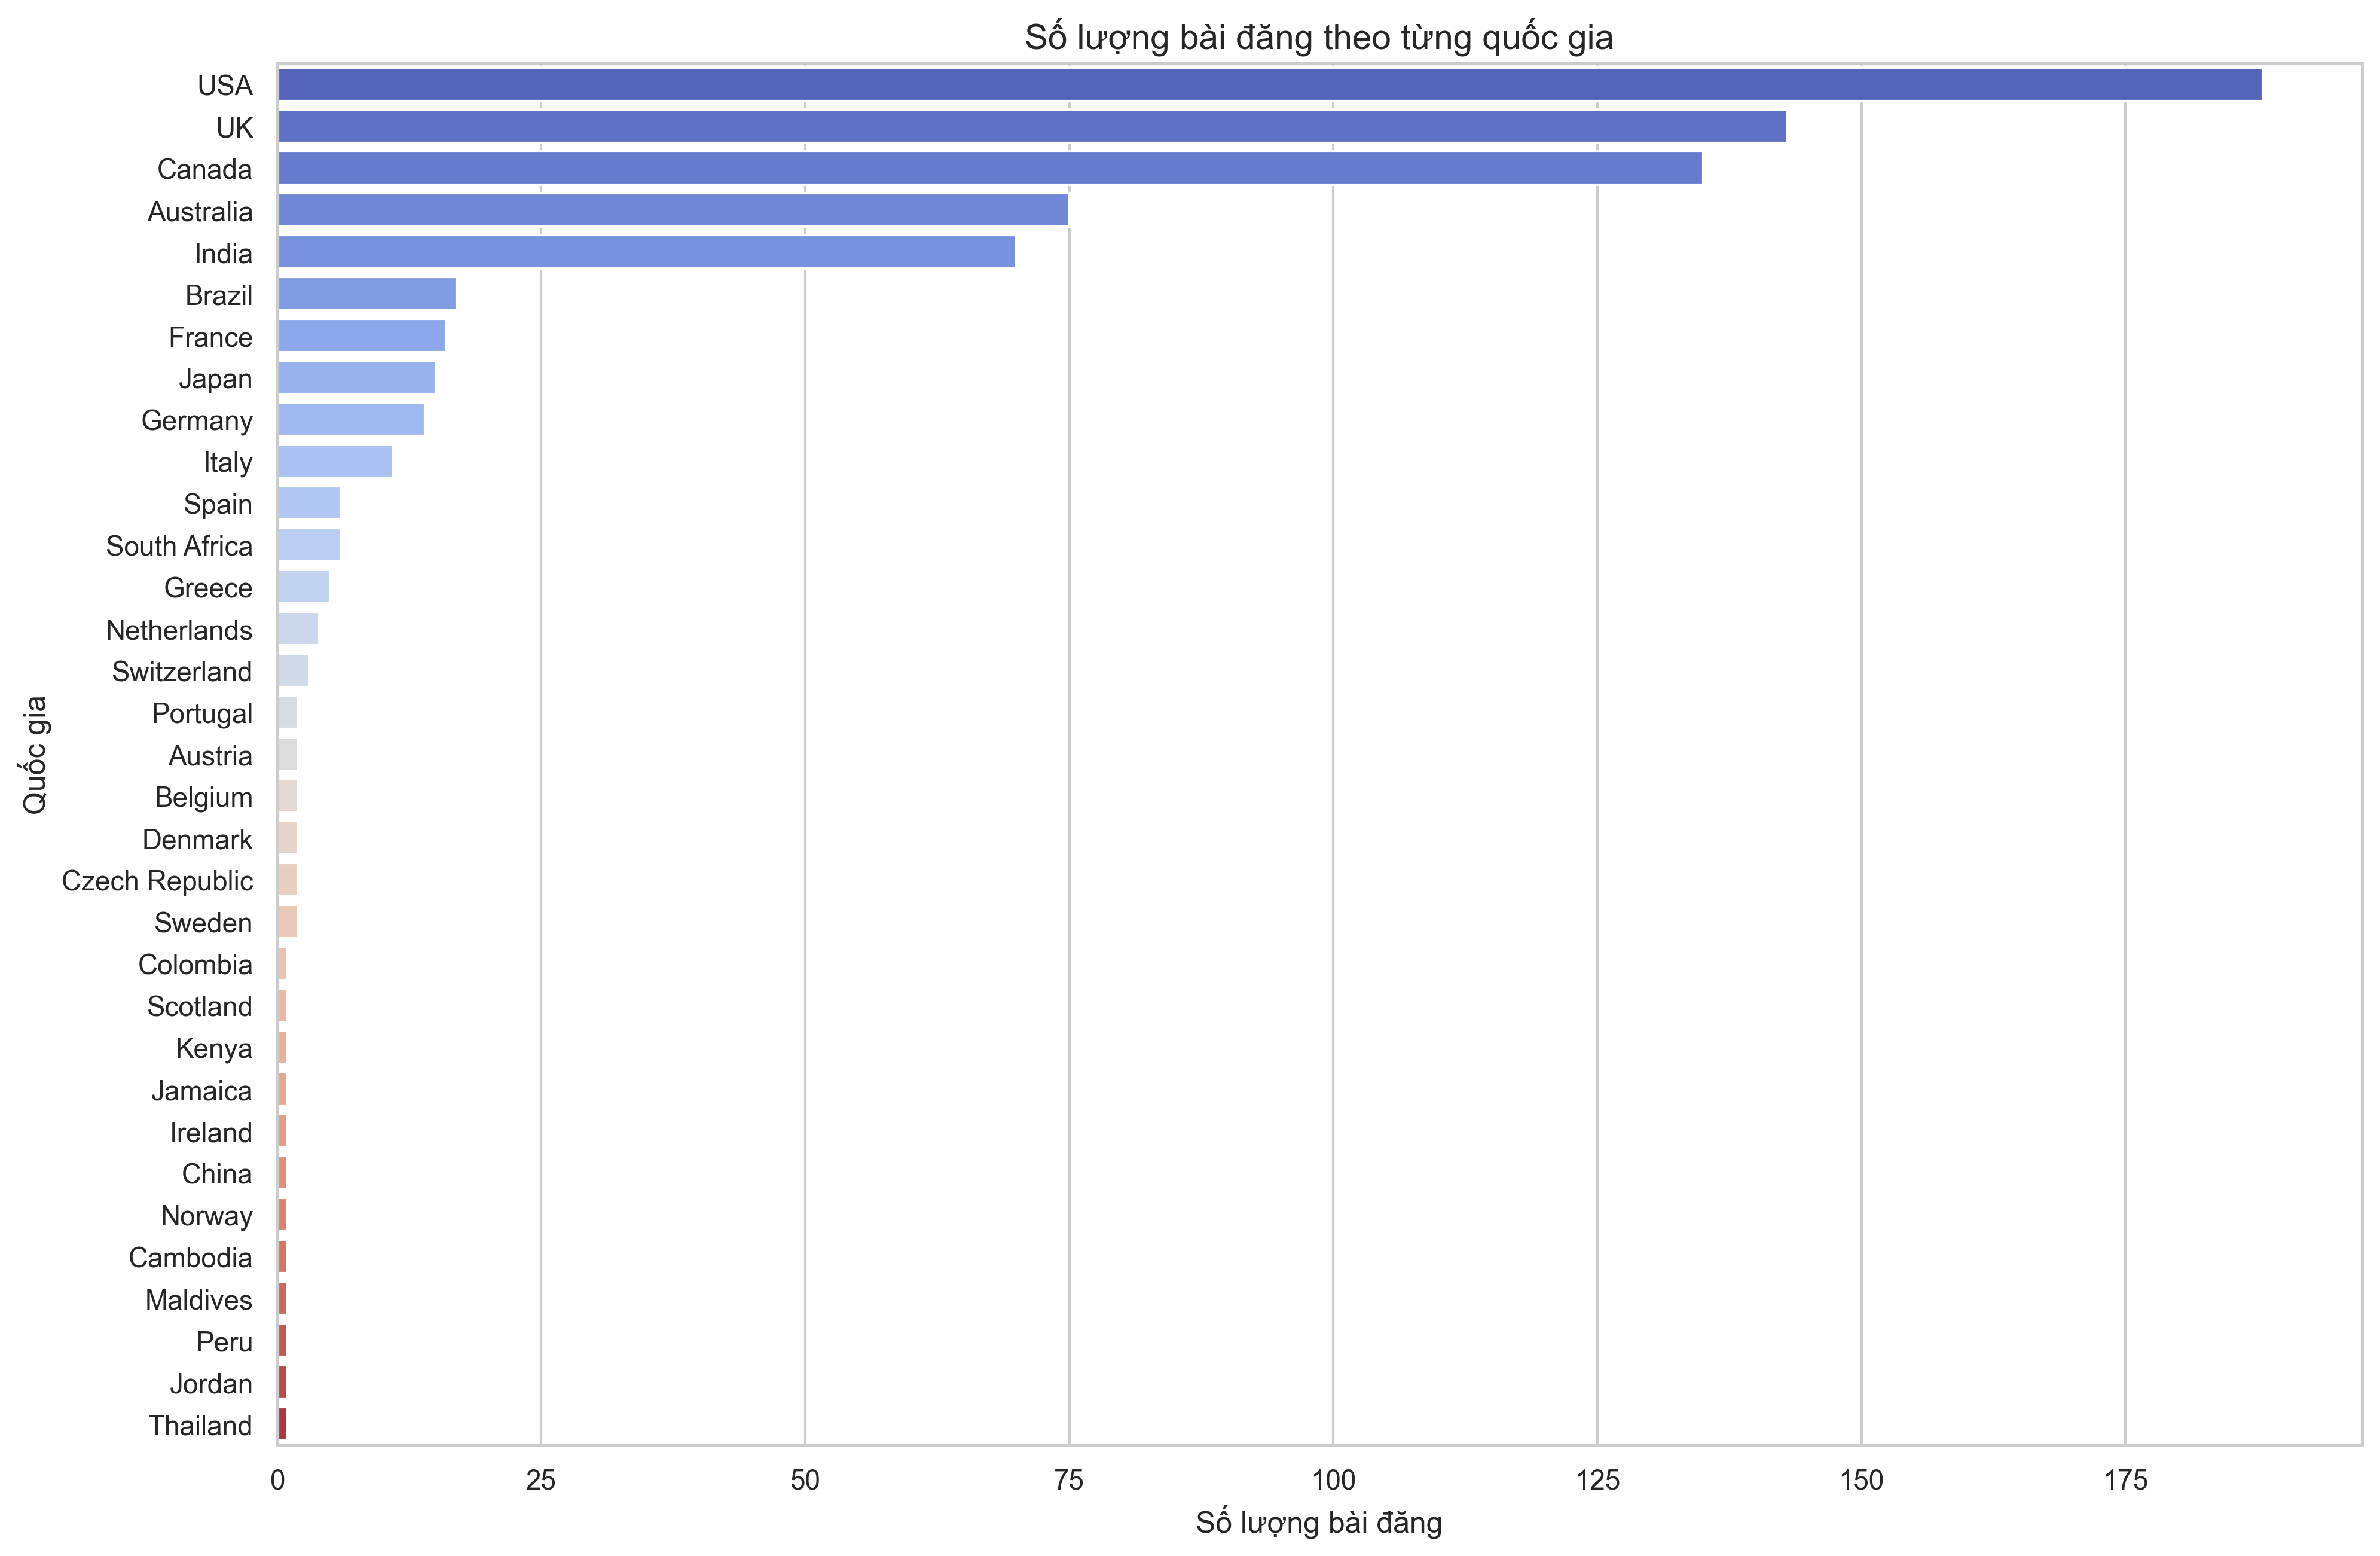 Số lượng bài đăng theo từng quốc gia
USA
UK
Canada
Australia
India
Brazil
France
Japan
Germany
Italy
Spain
South Africa
Greece
Netherlands
Switzerland
Portugal
Austria
Belgium
Denmark
Czech Republic
Sweden
Colombia
Scotland
Kenya
Jamaica
Ireland
China
Norway
Cambodia
Maldives
Peru
Jordan
Thailand
Quốc gia
0 25 50 75 100 125 150 175
Số lượng bài đăng